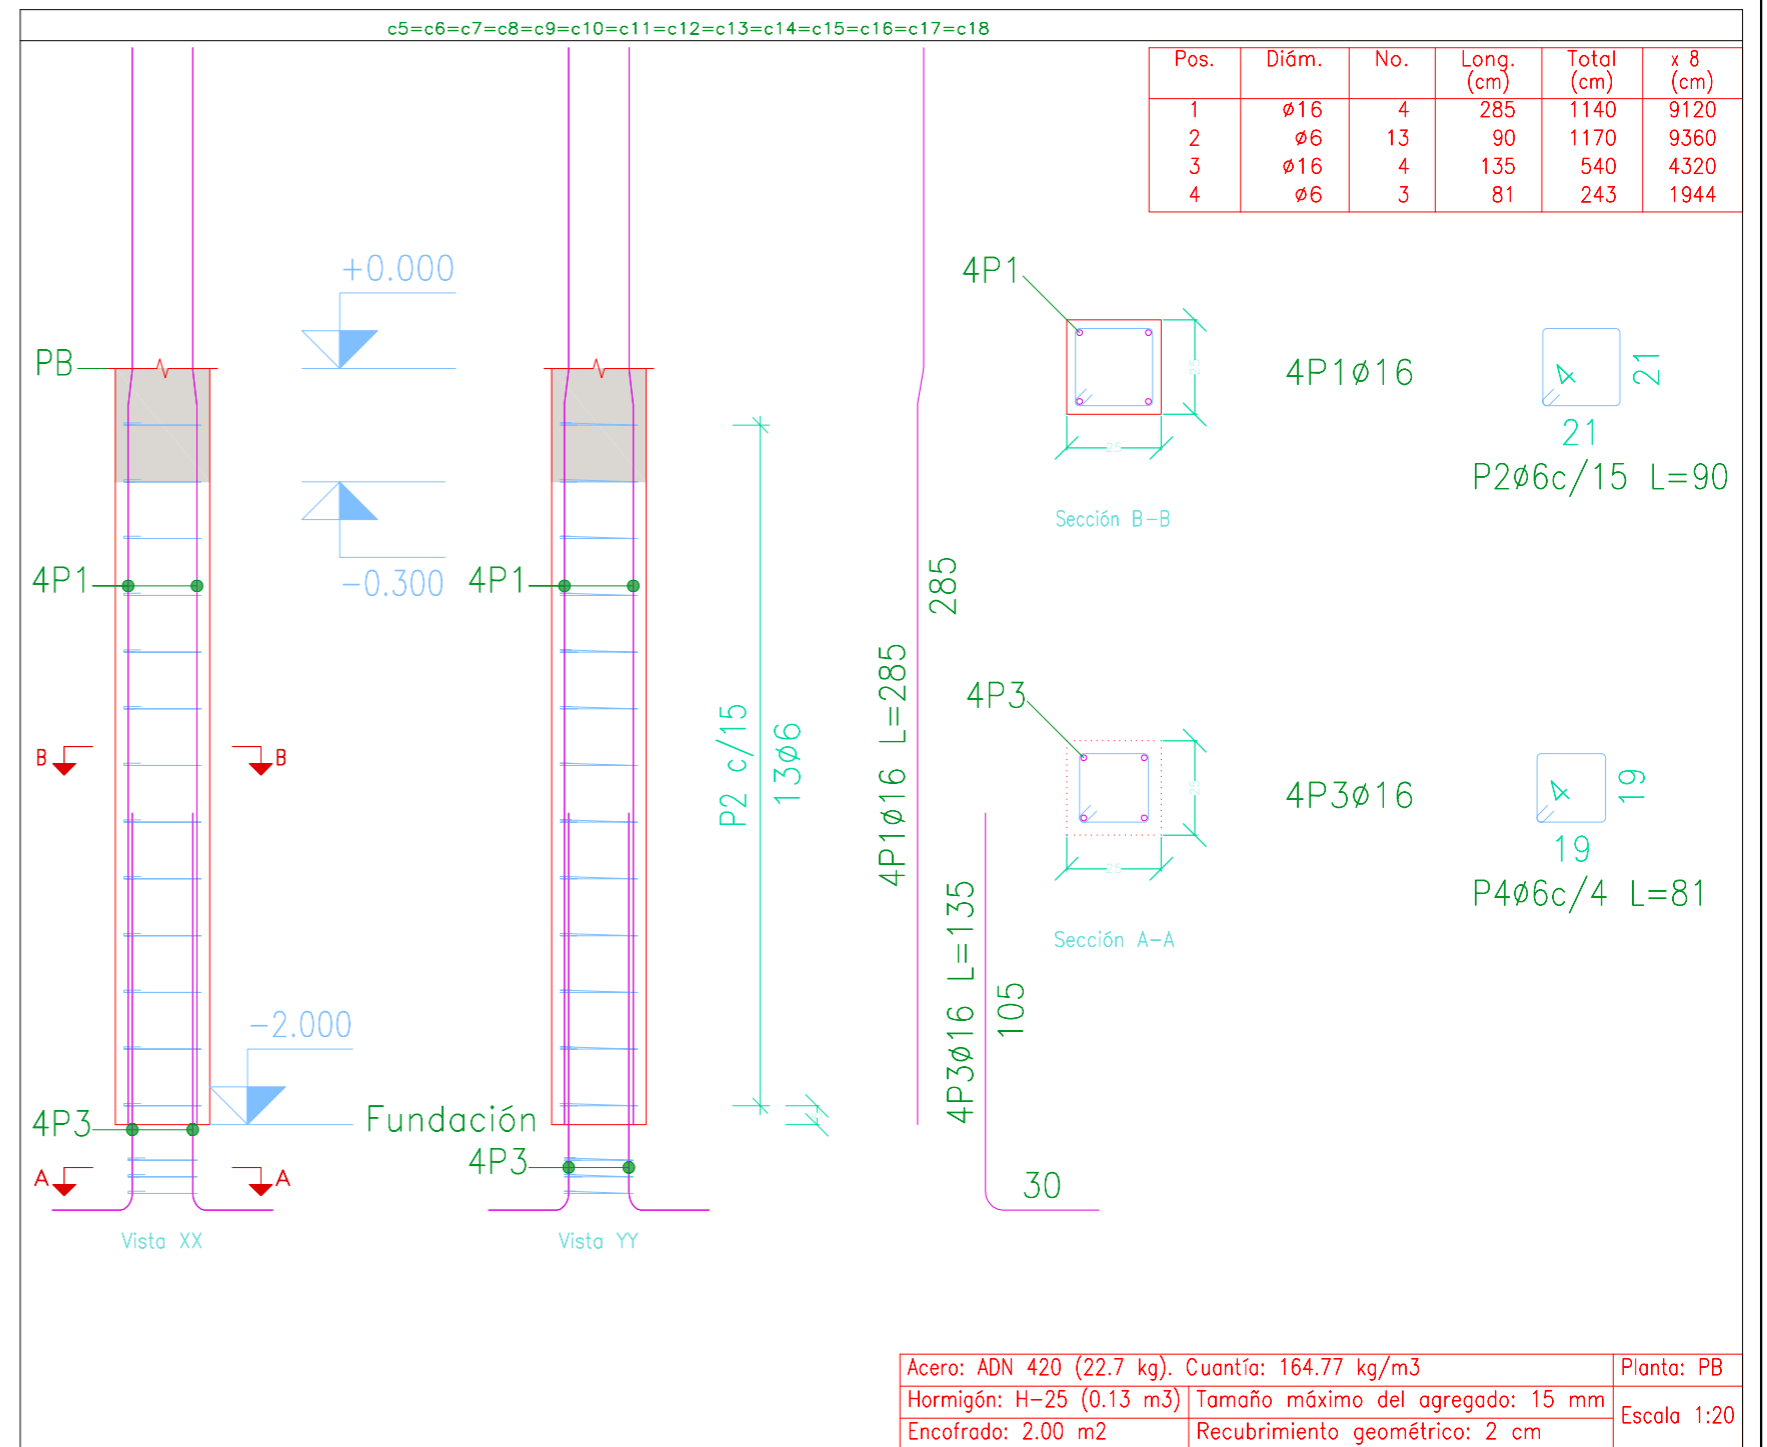 c5=c6=c7=c8=c9=c10=c11=c12=c13=c14=c15=c16=c17=c18
Pos. Diám. No. Long. (cm) Total (cm) x 8 (cm)
1 ø16 4 285 1140 9120
2 ø6 13 90 1170 9360
3 ø16 4 135 540 4320
4 ø6 3 81 243 1944
+0.000
PB
-0.300
4P1
4P1
B B
-2.000
4P3
Fundación
4P3
A A
Vista XX
Vista YY
P2 c/15
13ø6
4P1ø16 L=285
285
4P3ø16 L=135
105
30
4P1
25
25
Sección B-B
4P1ø16
4
21
21
P2ø6c/15 L=90
4P3
25
25
Sección A-A
4P3ø16
4
19
19
P4ø6c/4 L=81
Acero: ADN 420 (22.7 kg). Cuantía: 164.77 kg/m3
Planta: PB
Hormigón: H-25 (0.13 m3)
Tamaño máximo del agregado: 15 mm
Escala 1:20
Encofrado: 2.00 m2
Recubrimiento geométrico: 2 cm